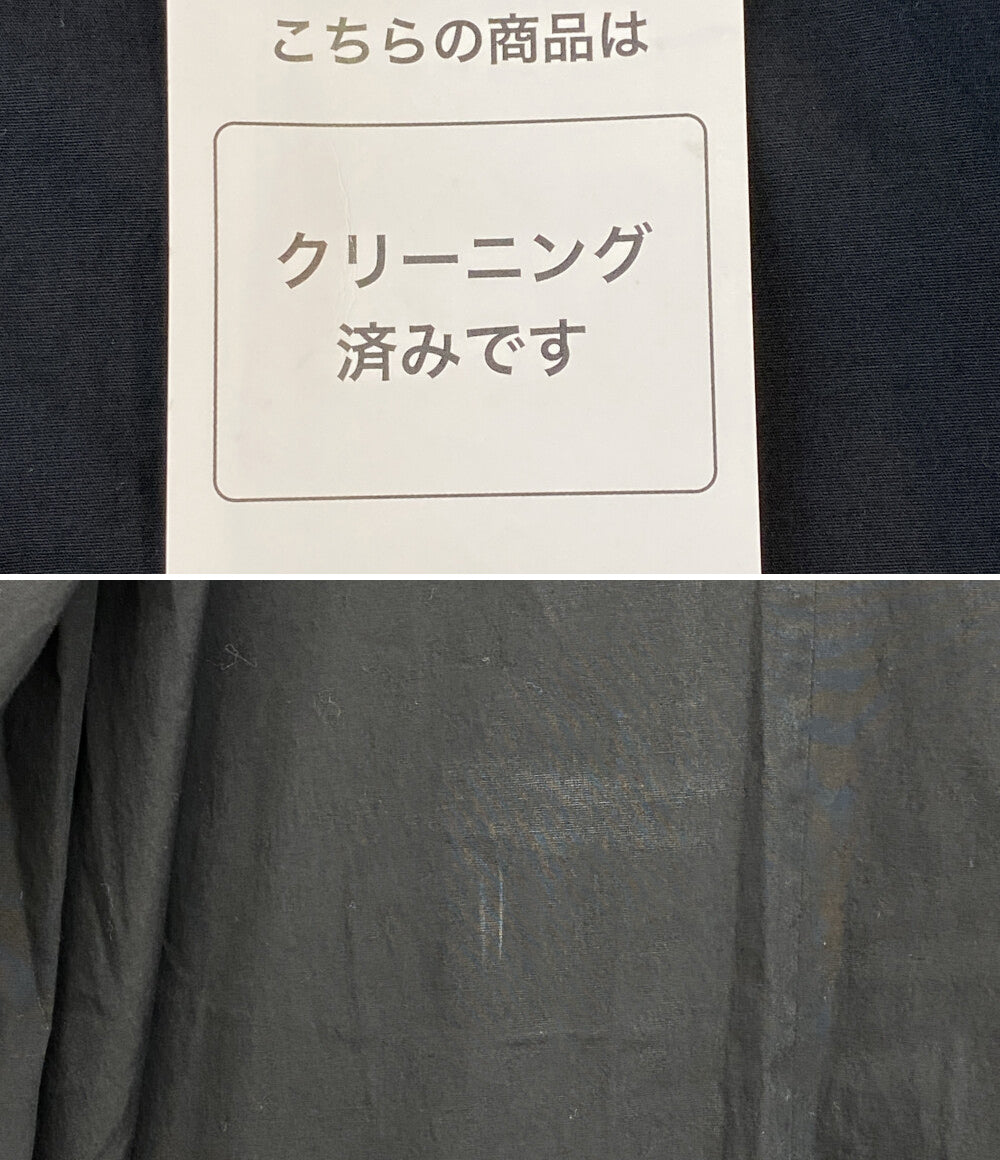 こちらの商品は
クリーニング
済みです